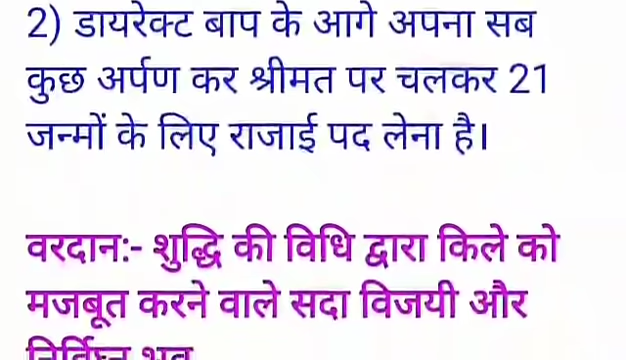 2) डायरेक्ट बाप के आगे अपना सब
कुछ अर्पण कर श्रीमत पर चलकर 21
जन्मों के लिए राजाई पद लेना है।
वरदान:- शुद्धि की विधि द्वारा किले को
मजबूत करने वाले सदा विजयी और
निर्विघ्न भव